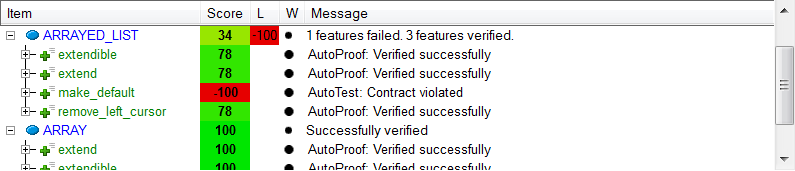 Item Score L W Message
ARRAYED_LIST 34 -100 1 features failed. 3 features verified.
extendible 78 AutoProof: Verified successfully
extend 78 AutoProof: Verified successfully
make_default -100 AutoTest: Contract violated
remove_left_cursor 78 AutoProof: Verified successfully
ARRAY 100 Successfully verified
extend 100 AutoProof: Verified successfully
extendible 100 AutoProof: Verified successfully